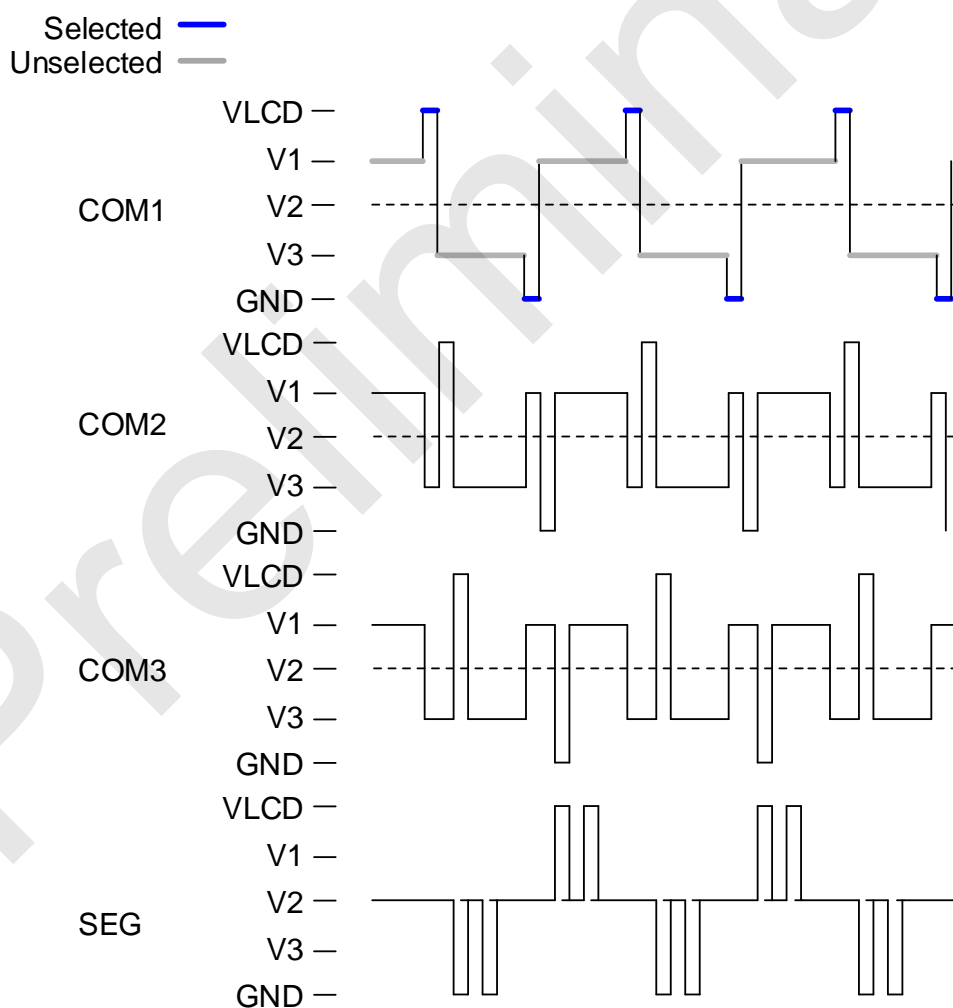 Selected
Unselected
VLCD
V1
COM1
V2
V3
GND
VLCD
V1
COM2
V2
V3
GND
VLCD
V1
COM3
V2
V3
GND
VLCD
V1
V2
SEG
V3
GND
Prelimina